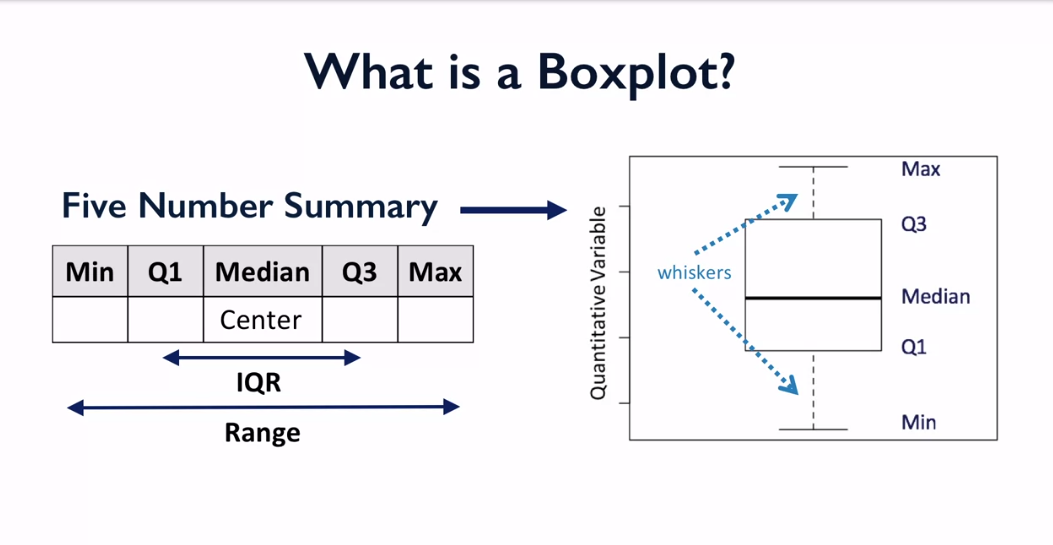 What is a Boxplot?
Five Number Summary
Min Q1 Median Q3 Max
Center
IQR
Range
Quantitative Variable
whiskers
Max
Q3
Median
Q1
Min